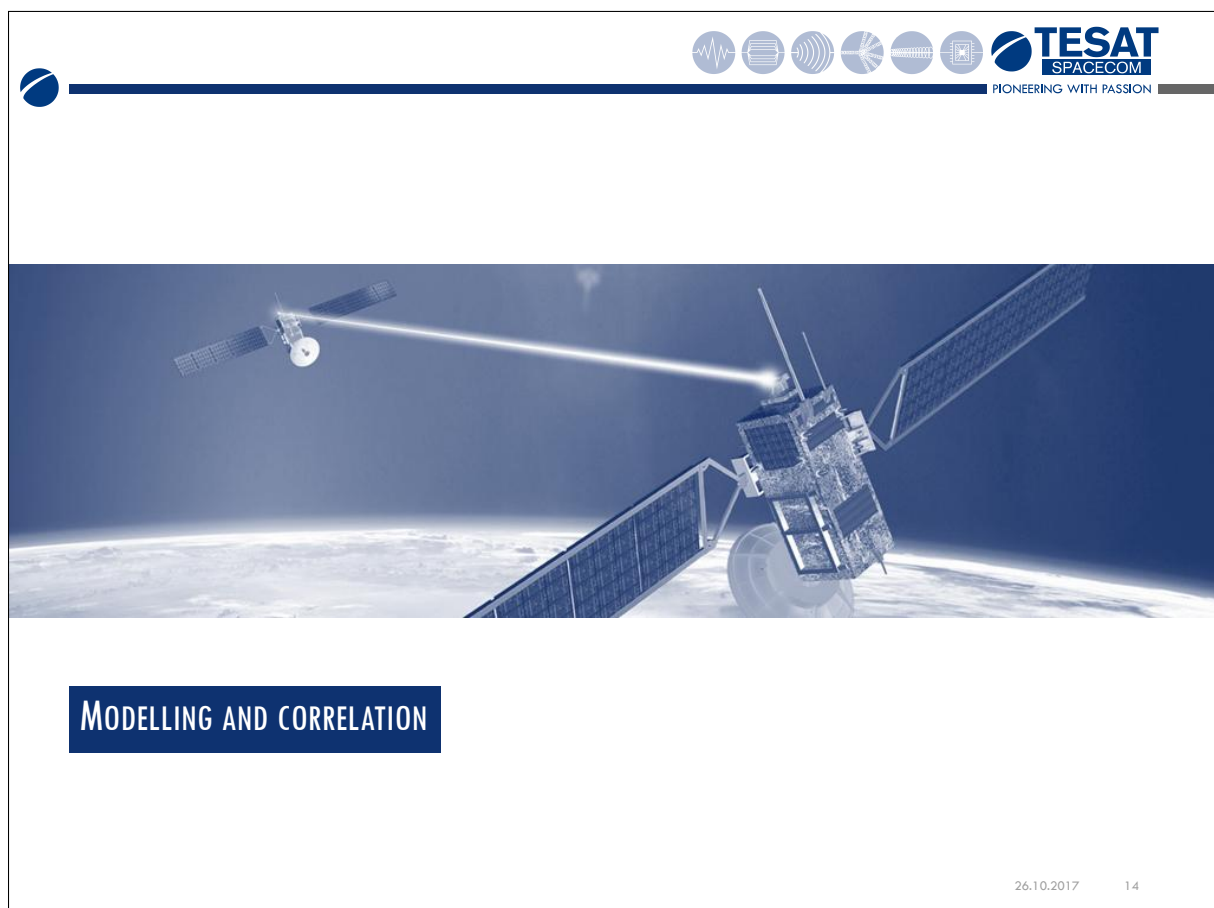 TESAT
SPACECOM
PIONEERING WITH PASSION
MODELLING AND CORRELATION
26.10.2017 14